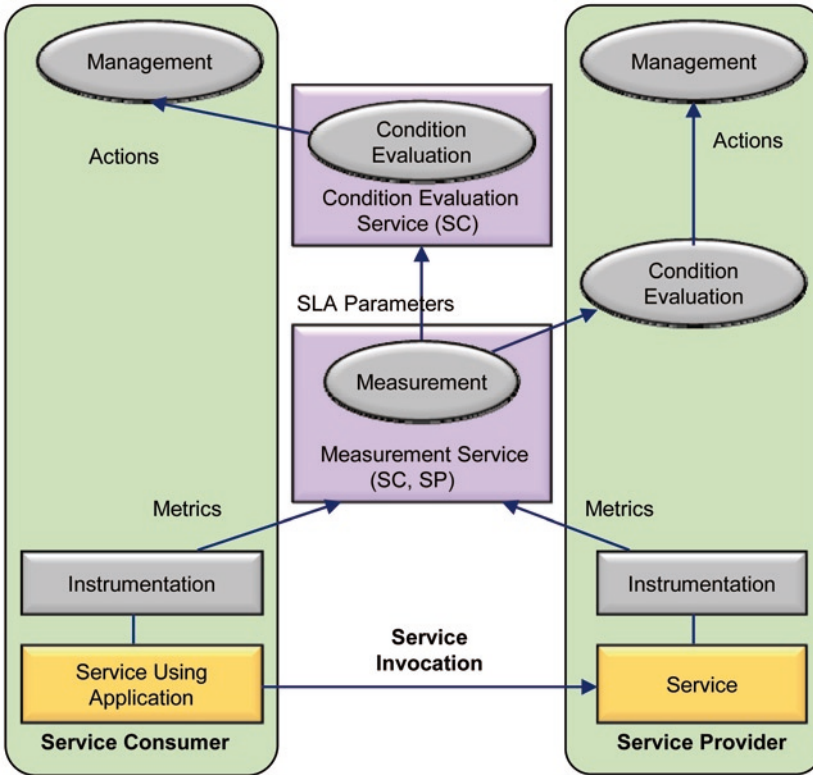 Management
Management
Condition
Evaluation
Actions
Actions
Condition Evaluation
Service (SC)
Condition
Evaluation
SLA Parameters
Measurement
Measurement Service
(SC, SP)
Metrics
Metrics
Instrumentation
Instrumentation
Service
Invocation
Service Using
Application
Service
Service Consumer
Service Provider